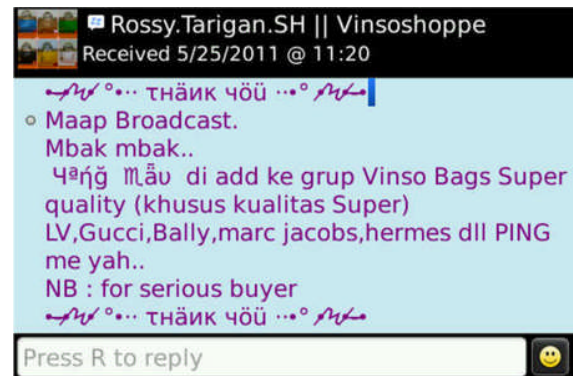 Rossy.Tarigan.SH || Vinsoshoppe
Received 5/25/2011 @ 11:20
°•·· тнäик чöü ··•°
Maap Broadcast.
Mbak mbak..
Чªήğ ♏ǟυ di add ke grup Vinso Bags Super
quality (khusus kualitas Super)
LV,Gucci,Bally,marc jacobs,hermes dll PING
me yah..
NB : for serious buyer
°•·· тнäик чöü ··•°
Press R to reply